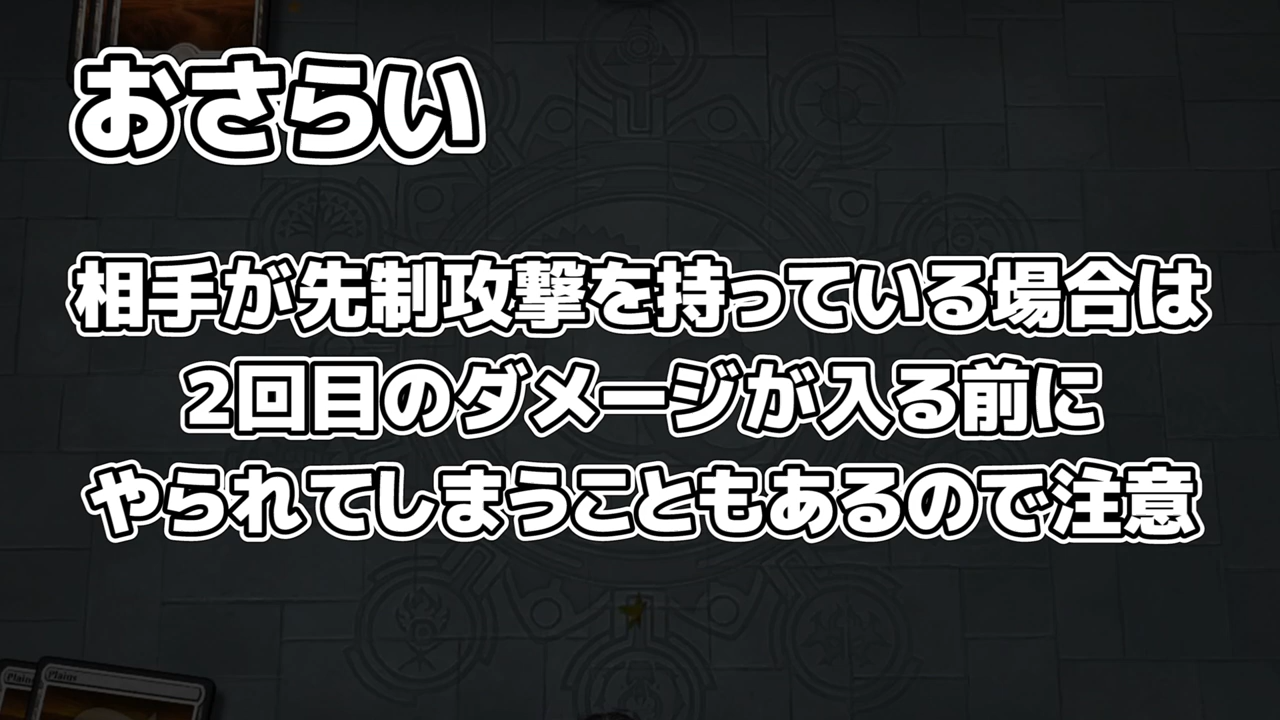 おさらい
相手が先制攻撃を持っている場合は
2回目のダメージが入る前に
やられてしまうこともあるので注意
Plains
Plains